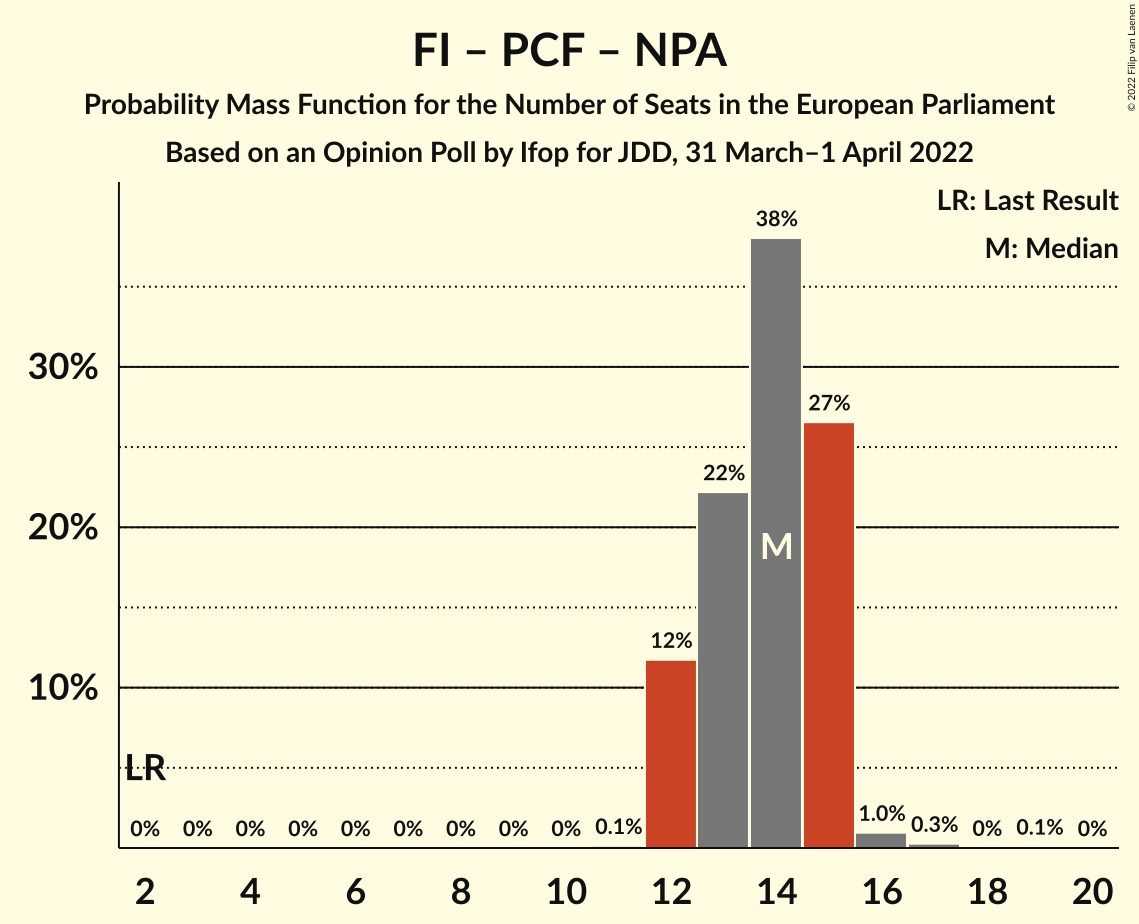 FI – PCF – NPA
Probability Mass Function for the Number of Seats in the European Parliament
Based on an Opinion Poll by Ifop for JDD, 31 March–1 April 2022
© 2022 Filip van Laenen
LR: Last Result
M: Median
38%
30%
27%
22%
20%
M
12%
10%
LR
0% 0% 0% 0% 0% 0% 0% 0% 0% 0.1% 1.0% 0.3% 0% 0.1% 0%
2 4 6 8 10 12 14 16 18 20